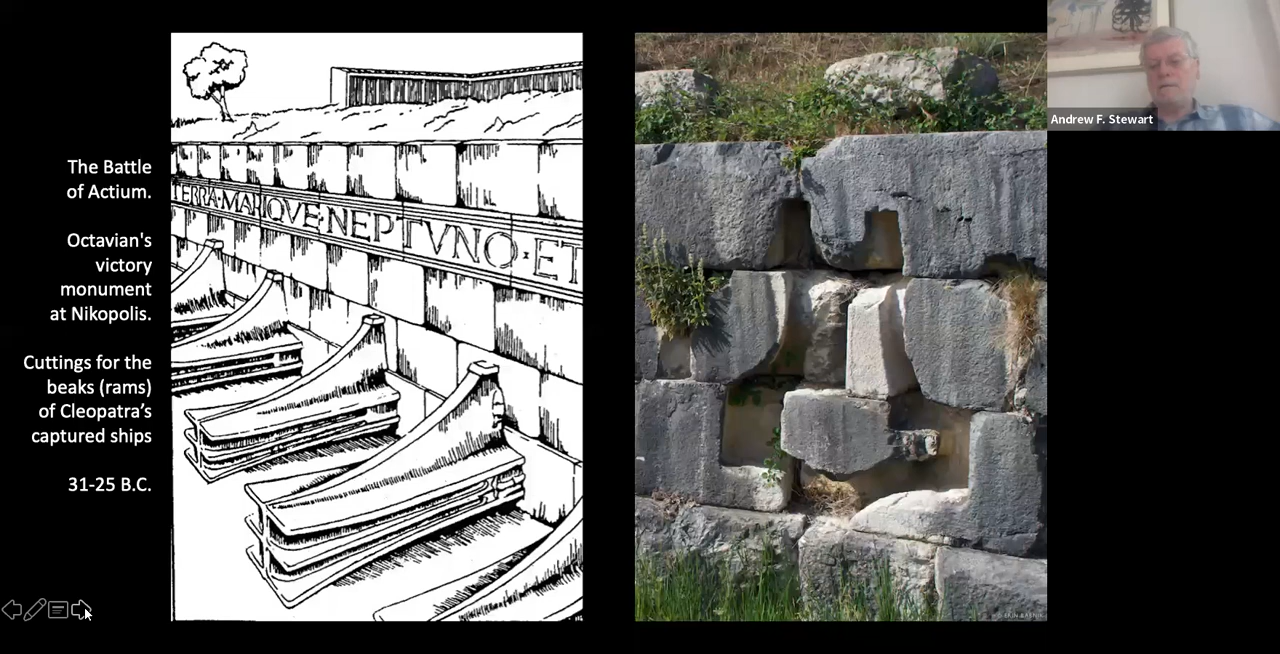 The Battle
of Actium.
Octavian's
victory
monument
at Nikopolis.
Cuttings for the
beaks (rams)
of Cleopatra’s
captured ships
31-25 B.C.
TERRA·MARIQVE·NEPTVNO·ET
Andrew F. Stewart